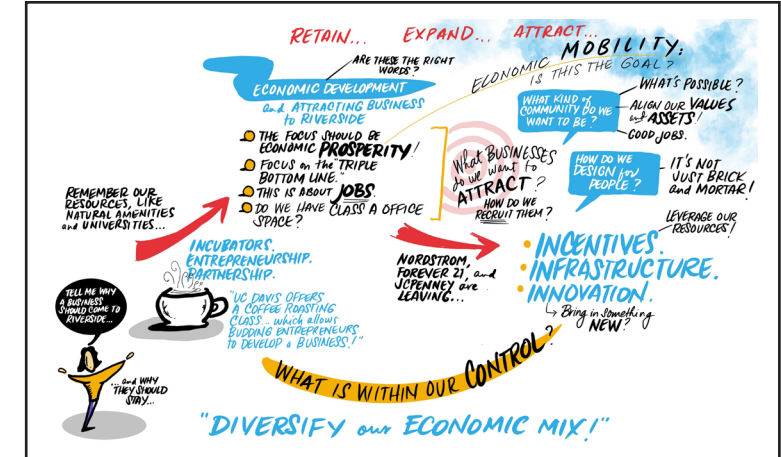 RETAIN... EXPAND... ATTRACT...
ARE THESE THE RIGHT
WORDS?
ECONOMIC DEVELOPMENT
and ATTRACTING BUSINESS
to RIVERSIDE
THE FOCUS SHOULD BE
ECONOMIC PROSPERITY!
FOCUS on the "TRIPLE
BOTTOM LINE."
THIS IS ABOUT JOBS.
DO WE HAVE CLASS A OFFICE
SPACE?
ECONOMIC MOBILITY:
IS THIS THE GOAL?
WHAT KIND of
COMMUNITY DO WE
WANT TO BE?
WHAT'S POSSIBLE?
ALIGN OUR VALUES
and ASSETS!
GOOD JOBS.
What BUSINESSES
do we want to
ATTRACT?
HOW DO WE
RECRUIT THEM?
HOW DO WE
DESIGN for
PEOPLE?
IT'S NOT
JUST BRICK
and MORTAR!
REMEMBER OUR
RESOURCES, LIKE
NATURAL AMENITIES
and UNIVERSITIES...
INCUBATORS.
ENTREPRENEURSHIP.
PARTNERSHIP.
"UC DAVIS OFFERS
A COFFEE ROASTING
CLASS... which allows
BUDDING ENTREPRENEURS
TO DEVELOP a BUSINESS!"
NORDSTROM,
FOREVER 21, and
JCPENNEY are
LEAVING...
LEVERAGE OUR
RESOURCES!
INCENTIVES.
INFRASTRUCTURE.
INNOVATION.
Bring in something
NEW?
TELL ME WHY
A BUSINESS
SHOULD COME TO
RIVERSIDE...
...and WHY
THEY SHOULD
STAY...
WHAT IS WITHIN OUR CONTROL?
"DIVERSIFY our ECONOMIC MIX!"